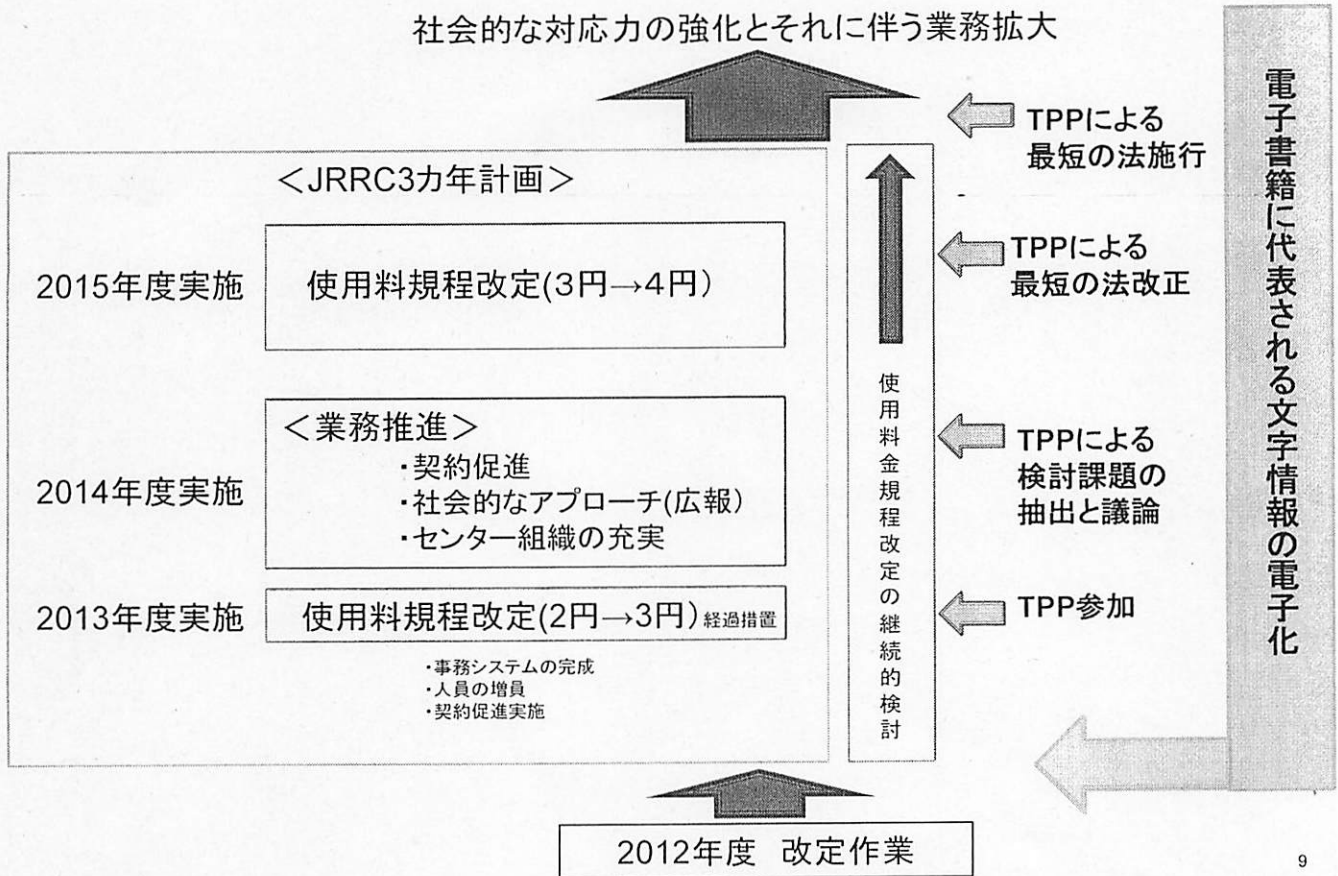 社会的な対応力の強化とそれに伴う業務拡大
＜JRRC3カ年計画＞
2015年度実施
使用料規程改定(３円→４円)
＜業務推進＞
2014年度実施
・契約促進
・社会的なアプローチ(広報)
・センター組織の充実
2013年度実施
使用料規程改定(2円→3円) 経過措置
・事務システムの完成
・人員の増員
・契約促進実施
使用料金規程改定の継続的検討
TPPによる
最短の法施行
TPPによる
最短の法改正
TPPによる
検討課題の
抽出と議論
TPP参加
電子書籍に代表される文字情報の電子化
2012年度 改定作業
9